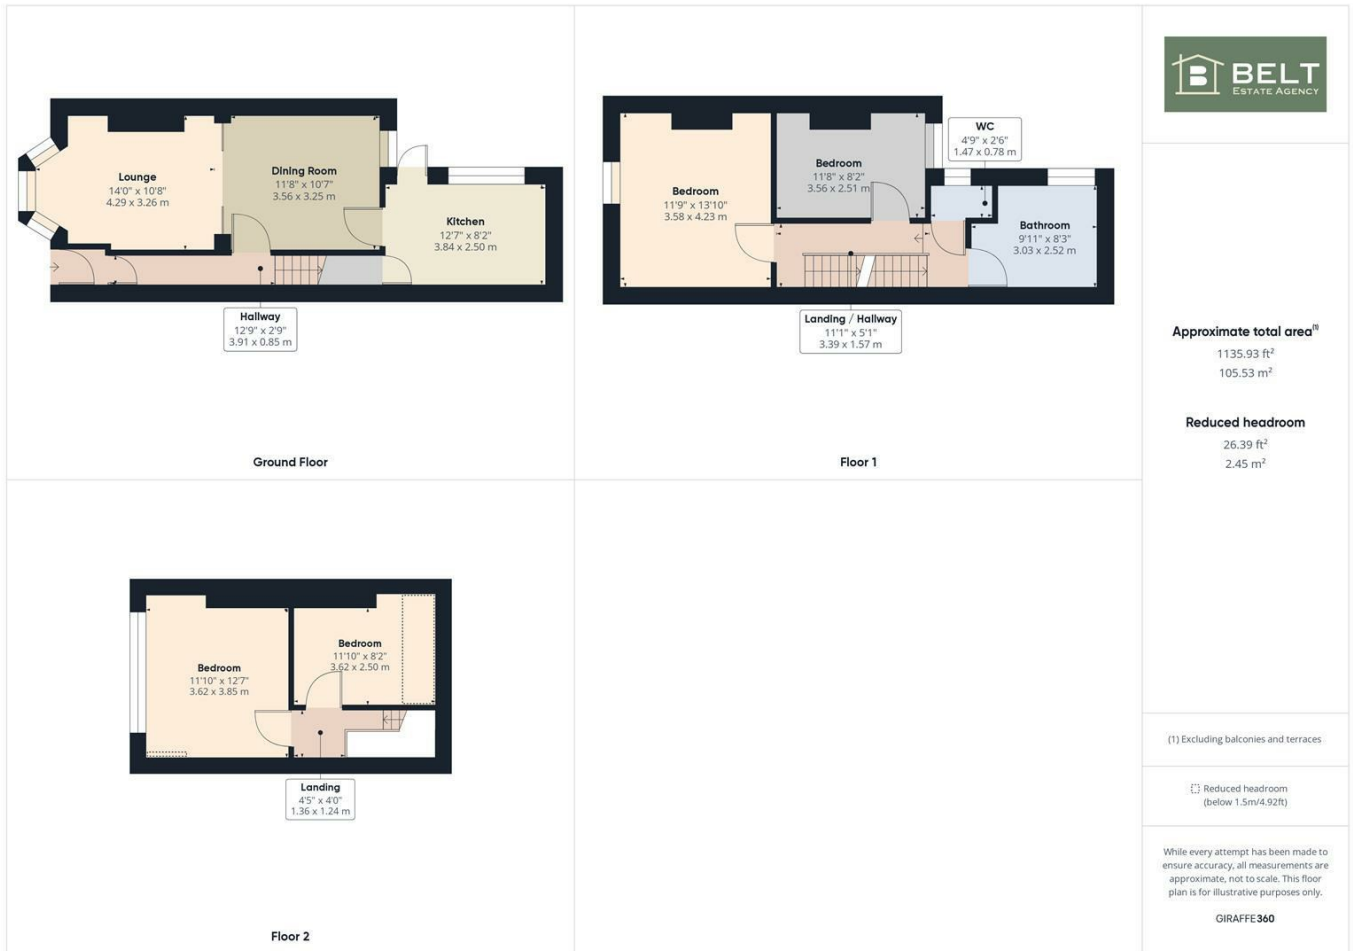 Lounge
14'0" x 10'8"
4.29 x 3.26 m
Dining Room
11'8" x 10'7"
3.56 x 3.25 m
Kitchen
12'7" x 8'2"
3.84 x 2.50 m
Hallway
12'9" x 2'9"
3.91 x 0.85 m
Ground Floor
WC
4'9" x 2'6"
1.47 x 0.78 m
Bedroom
11'8" x 8'2"
3.56 x 2.51 m
Bedroom
11'9" x 13'10"
3.58 x 4.23 m
Bathroom
9'11" x 8'3"
3.03 x 2.52 m
Landing / Hallway
11'1" x 5'1"
3.39 x 1.57 m
Floor 1
Bedroom
11'10" x 12'7"
3.62 x 3.85 m
Bedroom
11'10" x 8'2"
3.62 x 2.50 m
Landing
4'5" x 4'0"
1.36 x 1.24 m
Floor 2
B BELT
ESTATE AGENCY
Approximate total area(1)
1135.93 ft²
105.53 m²
Reduced headroom
26.39 ft²
2.45 m²
(1) Excluding balconies and terraces
Reduced headroom
(below 1.5m/4.92ft)
While every attempt has been made to
ensure accuracy, all measurements are
approximate, not to scale. This floor
plan is for illustrative purposes only.
GIRAFFE360